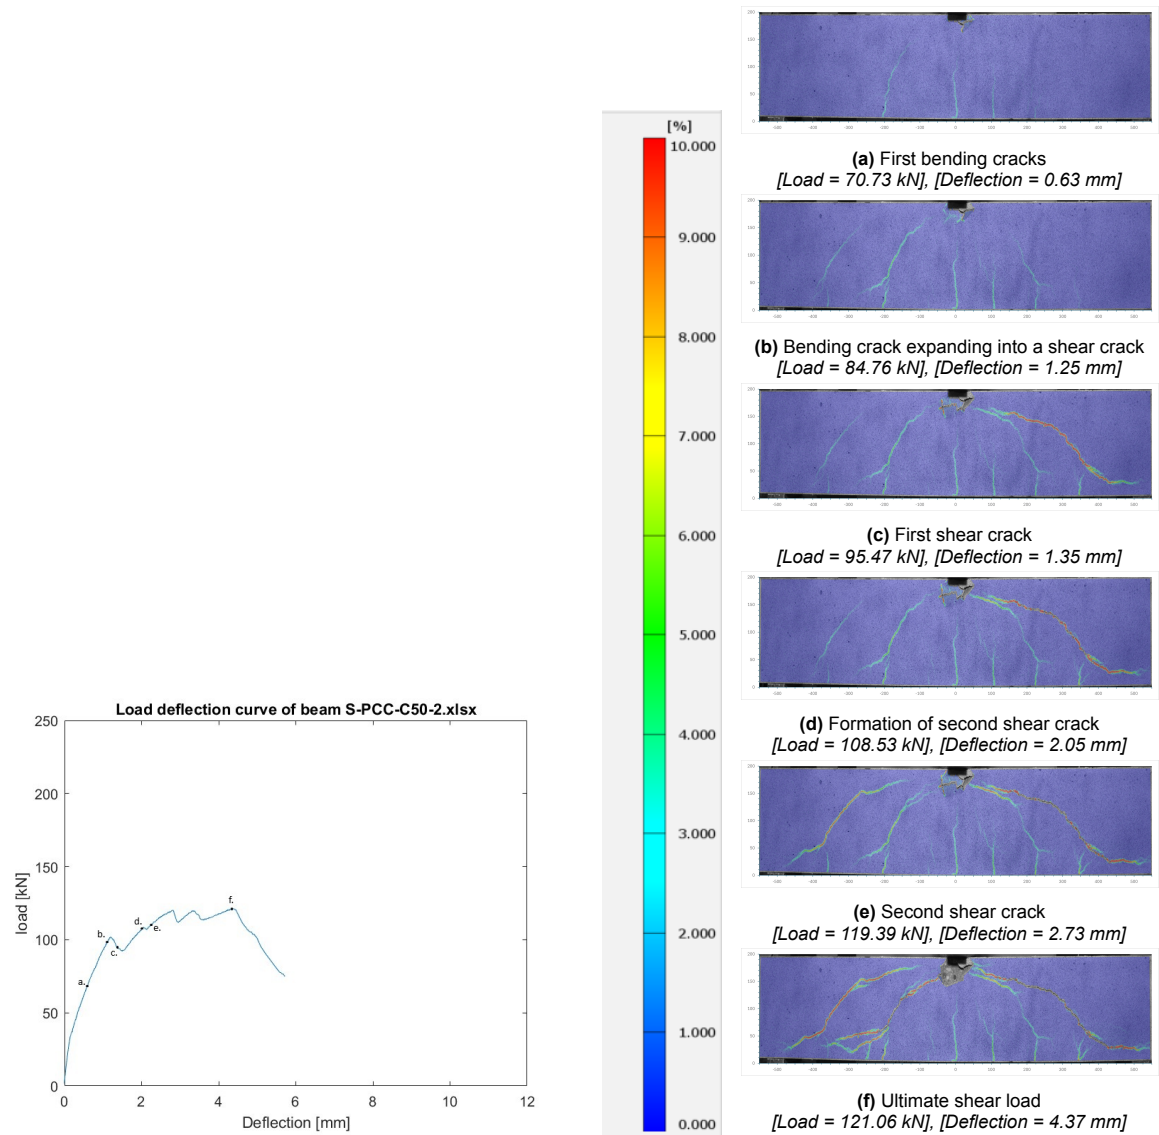 Load deflection curve of beam S-PCC-C50-2.xlsx
250
200
150
100
50
0
load [kN]
a.
b.
c.
d.
e.
f.
0
2
4
6
8
10
12
Deflection [mm]
[%]
10.000
9.000
8.000
7.000
6.000
5.000
4.000
3.000
2.000
1.000
0.000
(a) First bending cracks
[Load = 70.73 kN], [Deflection = 0.63 mm]
(b) Bending crack expanding into a shear crack
[Load = 84.76 kN], [Deflection = 1.25 mm]
(c) First shear crack
[Load = 95.47 kN], [Deflection = 1.35 mm]
(d) Formation of second shear crack
[Load = 108.53 kN], [Deflection = 2.05 mm]
(e) Second shear crack
[Load = 119.39 kN], [Deflection = 2.73 mm]
(f) Ultimate shear load
[Load = 121.06 kN], [Deflection = 4.37 mm]